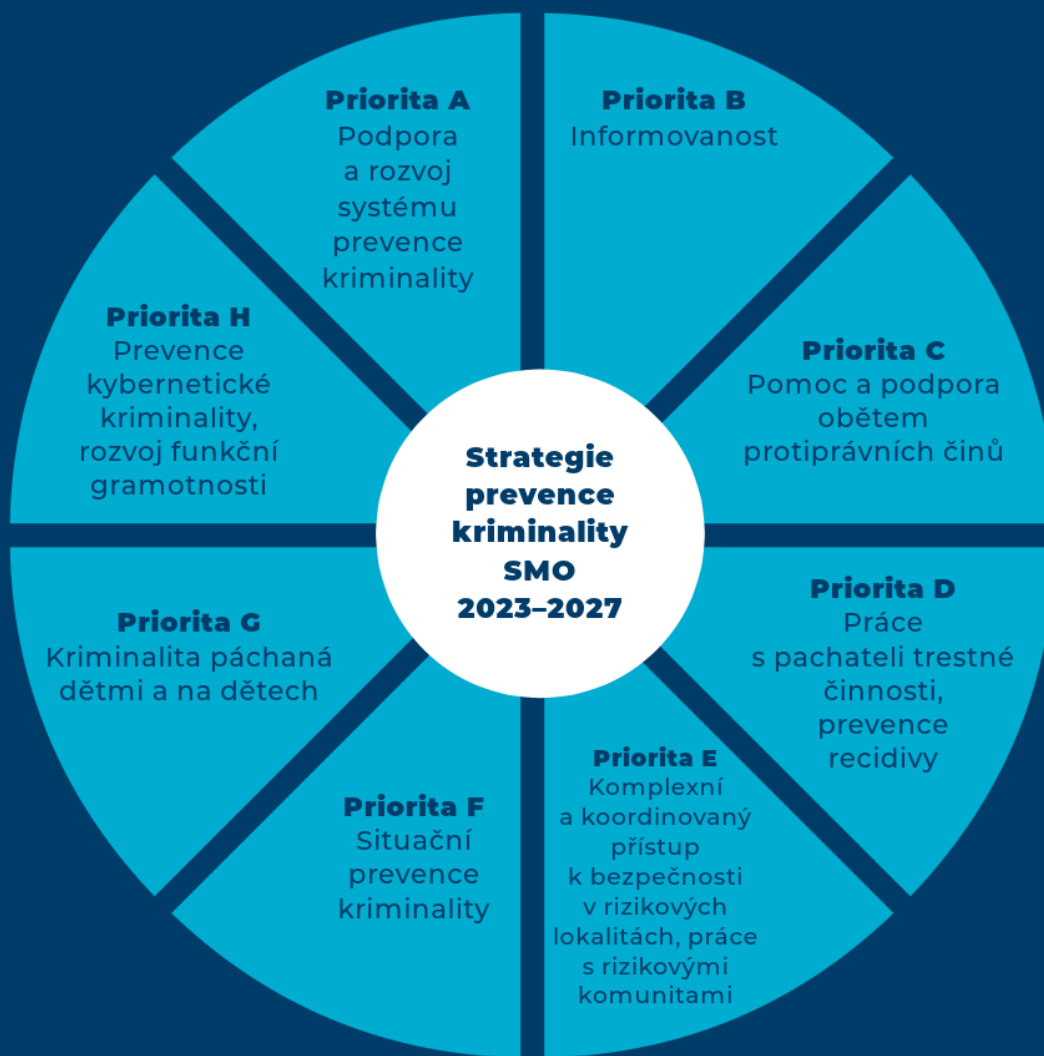 Priorita A
Podpora
a rozvoj
systému
prevence
kriminality
Priorita B
Informovanost
Priorita C
Pomoc a podpora
obětem
protiprávních činů
Priorita D
Práce
s pachateli trestné
činnosti,
prevence
recidivy
Priorita E
Komplexní
a koordinovaný
přístup
k bezpečnosti
v rizikových
lokalitách, práce
s rizikovými
komunitami
Priorita F
Situační
prevence
kriminality
Priorita G
Kriminalita páchaná
dětmi a na dětech
Priorita H
Prevence
kybernetické
kriminality,
rozvoj funkční
gramotnosti
Strategie
prevence
kriminality
SMO
2023–2027